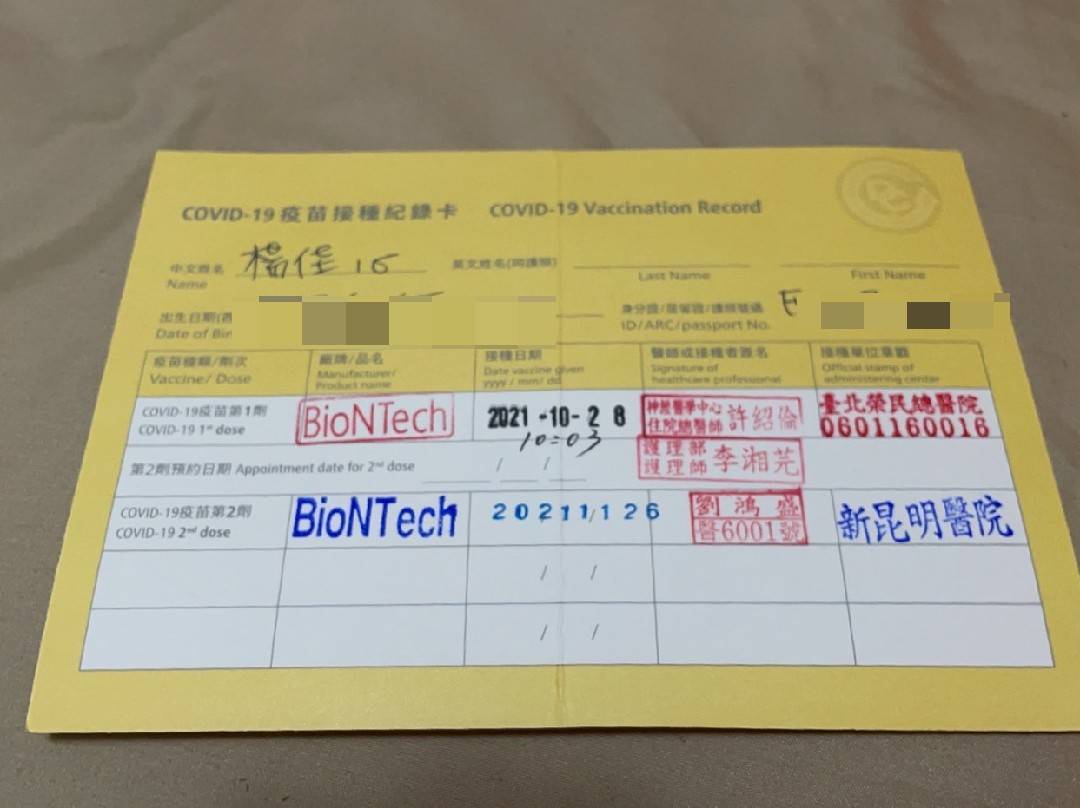 COVID-19 疫苗接種紀錄卡 COVID-19 Vaccination Record
中文姓名 楊佳 英文姓名(同護照)
Name Last Name First Name
出生日期(西 身分證/居留證/護照號碼
Date of Bir ID/ARC/passport No.
疫苗種類/劑次 廠牌/品名 接種日期 醫師或接種者簽名 接種單位章戳
Vaccine/ Dose Manufacturer/ Product name Date vaccine given yyyy / mm/ dd Signature of healthcare professional Official stamp of administering center
COVID-19疫苗第1劑 BioNTech 2021-10-28 神經醫學中心 住院總醫師 許紹倫 臺北榮民總醫院
COVID-19 1st dose 10:03 0601160016
第2劑預約日期 Appointment date for 2nd dose / / 護理部 護理師 李湘芫
COVID-19疫苗第2劑 BioNTech 20211126 劉鴻盛 新昆明醫院
COVID-19 2nd dose 醫6001號
/ /
/ /